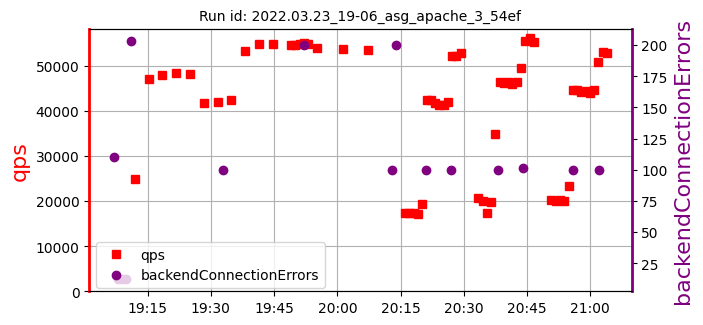 Run id: 2022.03.23_19-06_asg_apache_3_54ef
qps
50000
40000
30000
20000
10000
0
200
175
150
125
100
75
50
25
backendConnectionErrors
qps
backendConnectionErrors
19:15 19:30 19:45 20:00 20:15 20:30 20:45 21:00